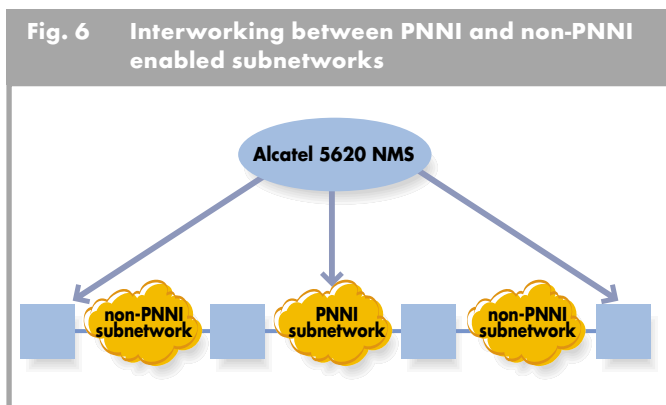 Fig. 6 Interworking between PNNI and non-PNNI
enabled subnetworks
Alcatel 5620 NMS
non-PNNI
subnetwork
PNNI
subnetwork
non-PNNI
subnetwork